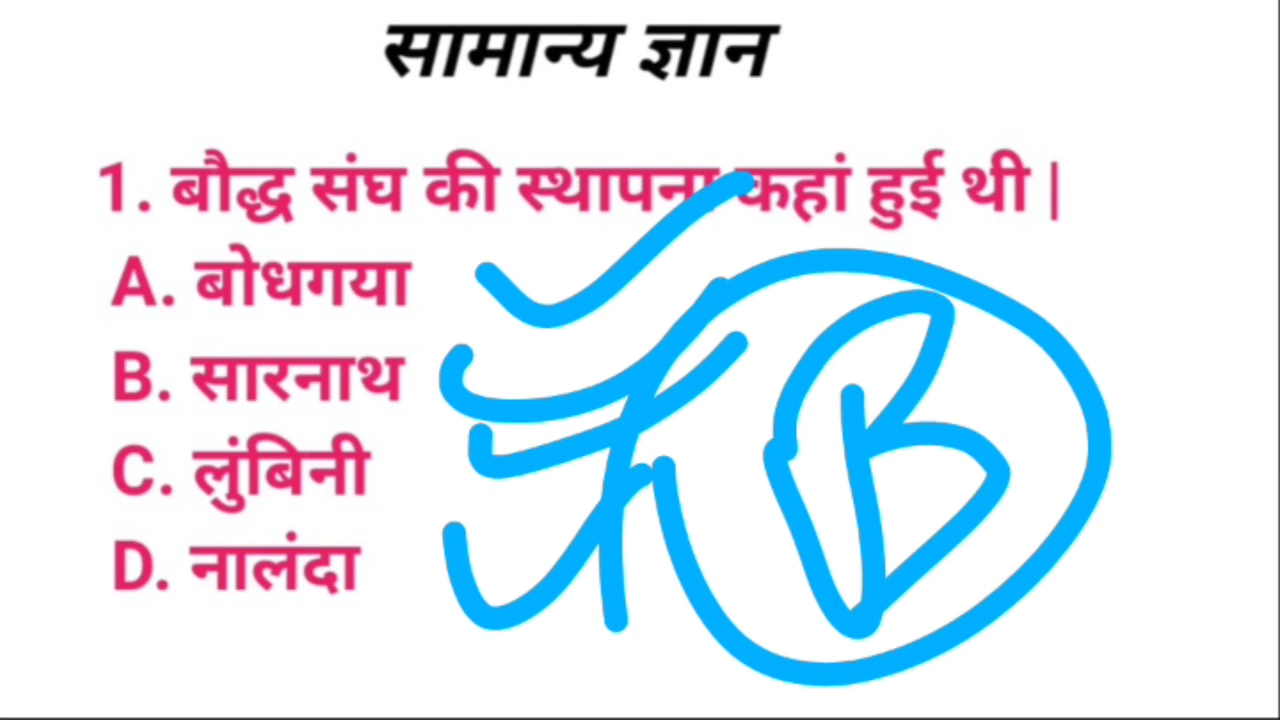 सामान्य ज्ञान
1. बौद्ध संघ की स्थापना कहां हुई थी |
A. बोधगया
B. सारनाथ
C. लुंबिनी
D. नालंदा
B